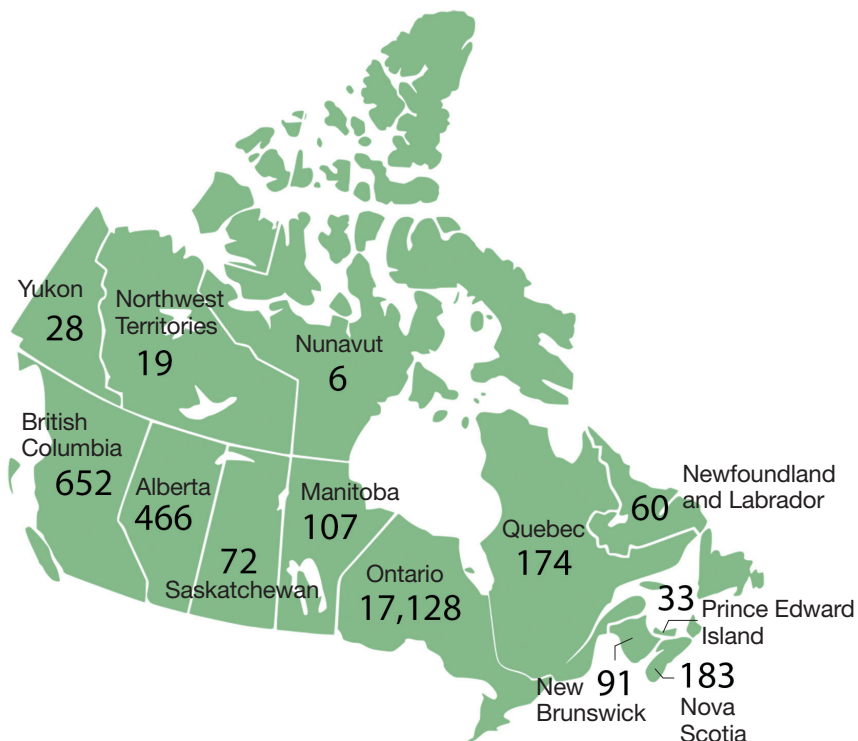 Yukon
28
Northwest
Territories
19
Nunavut
6
British
Columbia
652
Alberta
466
72
Saskatchewan
Manitoba
107
Ontario
17,128
Quebec
174
60
Newfoundland
and Labrador
33
Prince Edward
Island
New
Brunswick
91
183
Nova
Scotia